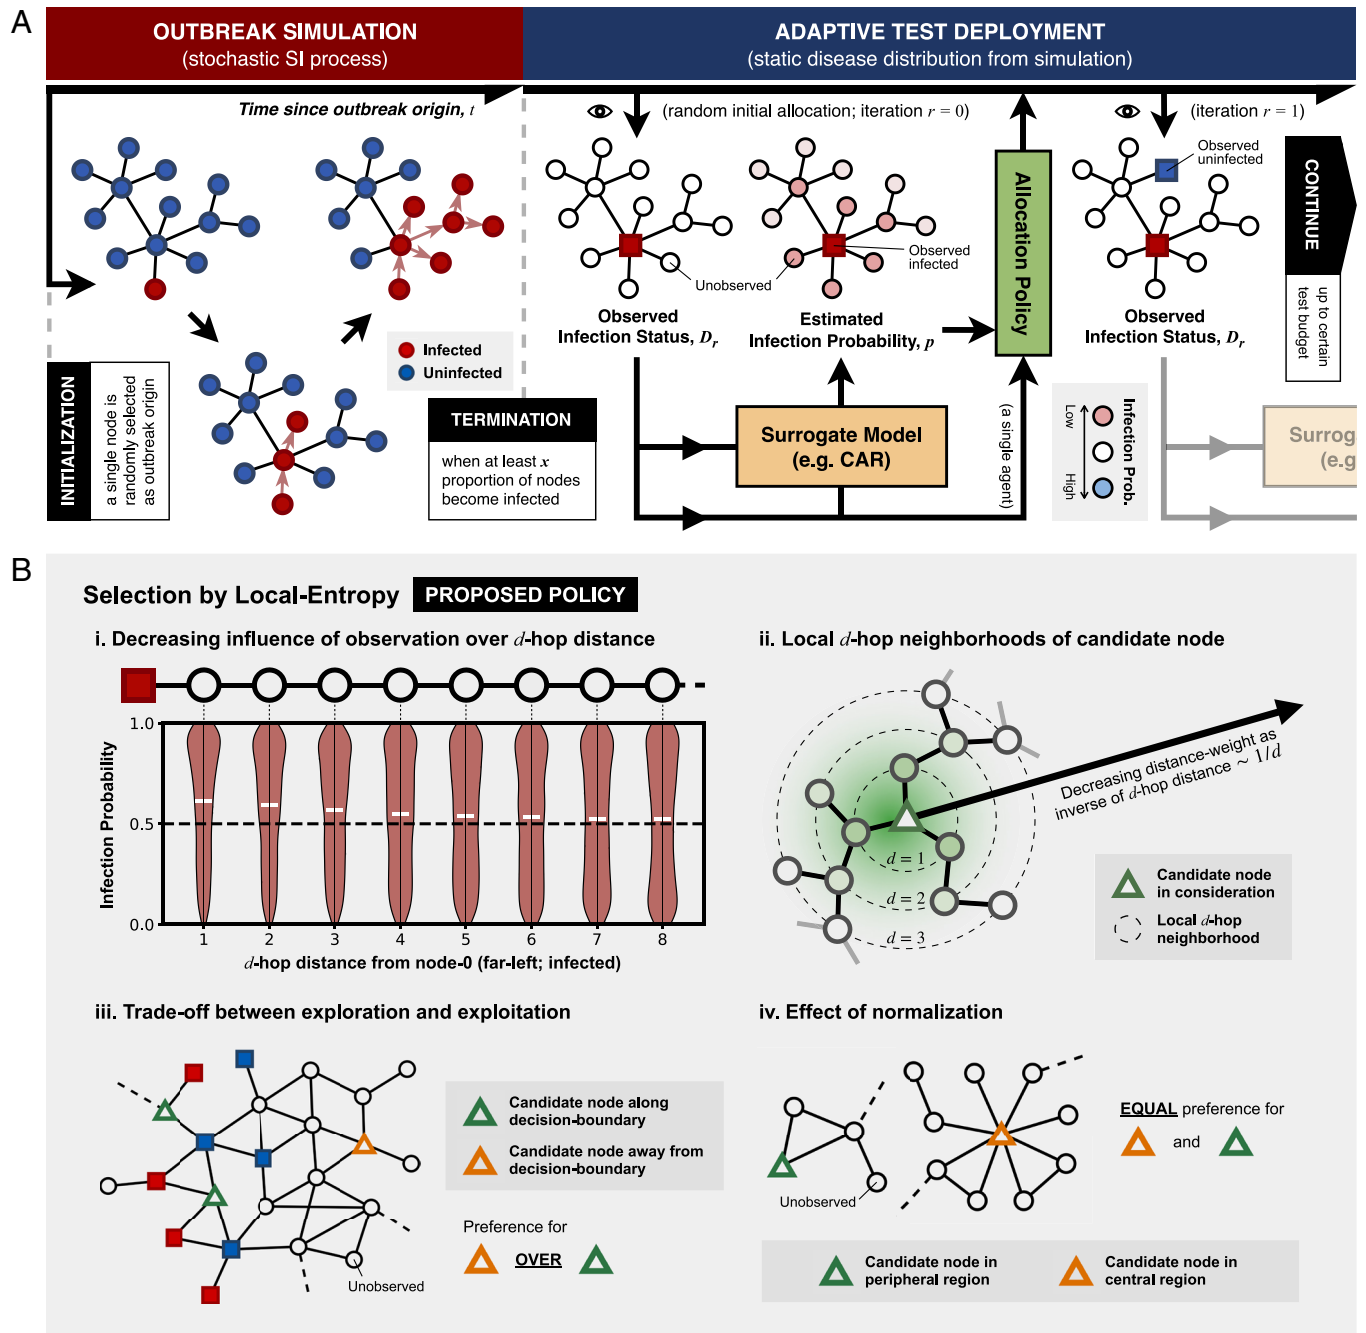 A
OUTBREAK SIMULATION
(stochastic SI process)
ADAPTIVE TEST DEPLOYMENT
(static disease distribution from simulation)
Time since outbreak origin, t
(random initial allocation; iteration r = 0)
(iteration r = 1)
Observed
uninfected
Observed
infected
Unobserved
Allocation Policy
CONTINUE
up to certain
test budget
Observed
Infection Status, Dr
Estimated
Infection Probability, p
Observed
Infection Status, Dr
Infected
Uninfected
INITIALIZATION
a single node is
randomly selected
as outbreak origin
TERMINATION
when at least x
proportion of nodes
become infected
Surrogate Model
(e.g. CAR)
(a single agent)
Infection Prob.
Low
High
Surrog
(e.g
B
Selection by Local-Entropy
PROPOSED POLICY
i. Decreasing influence of observation over d-hop distance
Infection Probability
1.0
0.5
0.0
1 2 3 4 5 6 7 8
d-hop distance from node-0 (far-left; infected)
ii. Local d-hop neighborhoods of candidate node
Decreasing distance-weight as
inverse of d-hop distance ~ 1/d
d = 1
d = 2
d = 3
Candidate node
in consideration
Local d-hop
neighborhood
iii. Trade-off between exploration and exploitation
Candidate node along
decision-boundary
Candidate node away from
decision-boundary
Preference for
OVER
Unobserved
iv. Effect of normalization
EQUAL preference for
and
Unobserved
Candidate node in
peripheral region
Candidate node in
central region